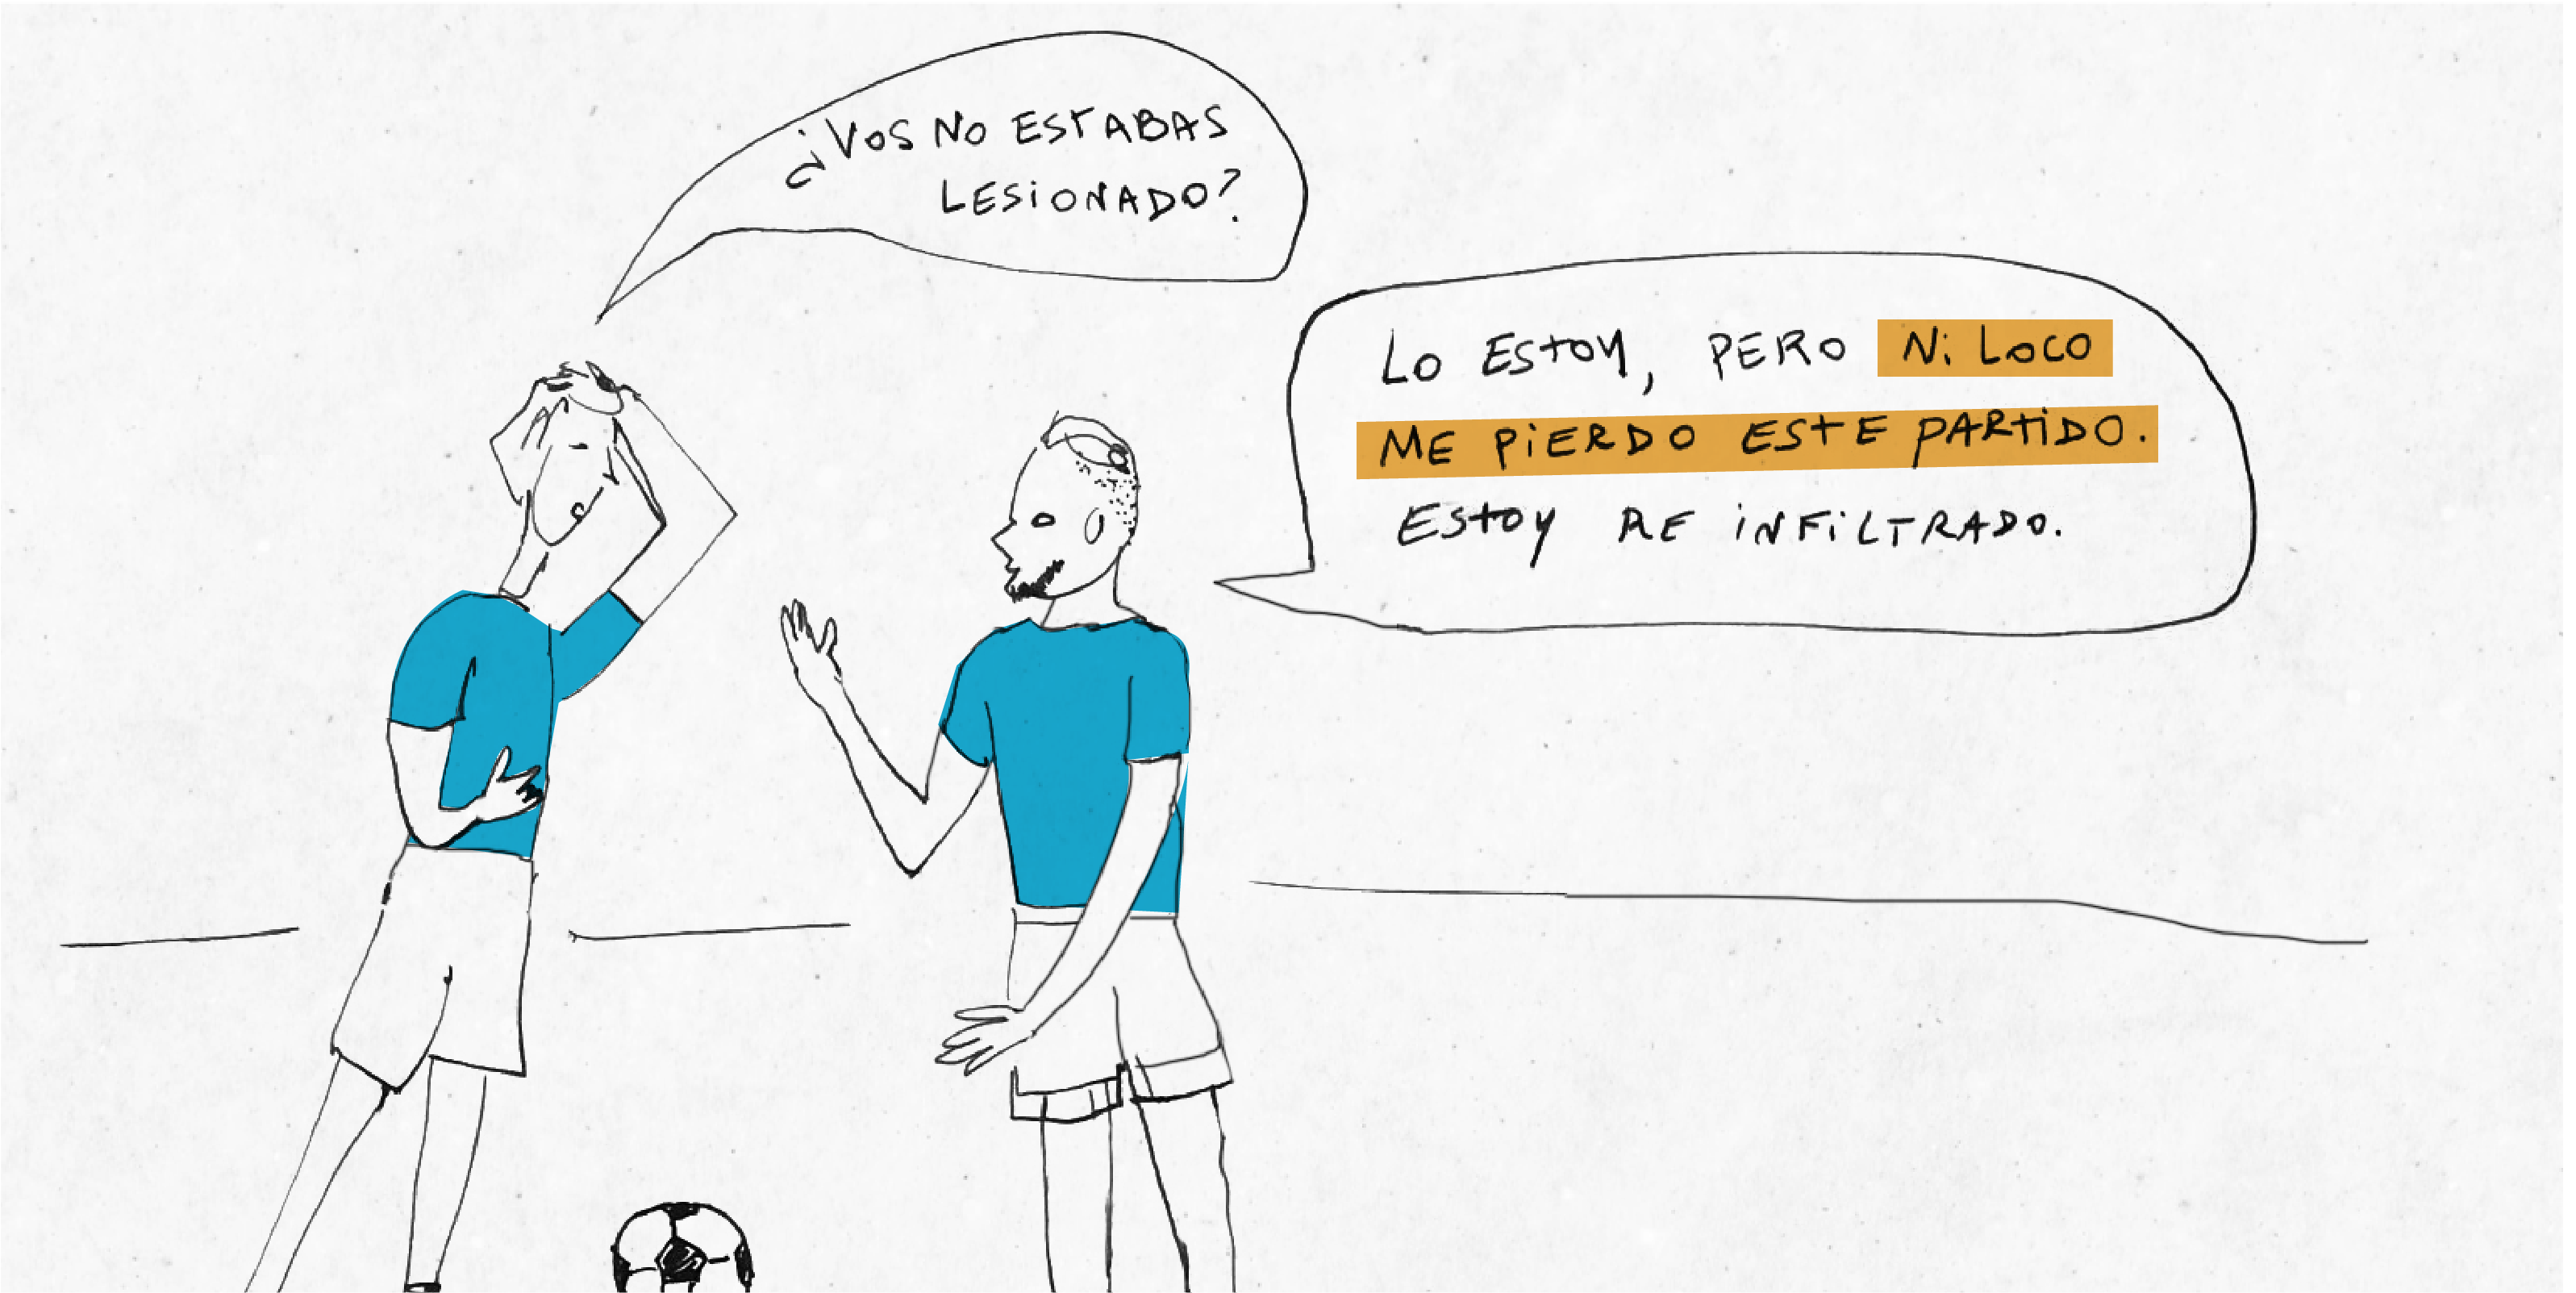 ¿VOS NO ESTABAS
LESIONADO?
LO ESTOY, PERO NI LOCO
ME PIERDO ESTE PARTIDO.
ESTOY RE INFILTRADO.